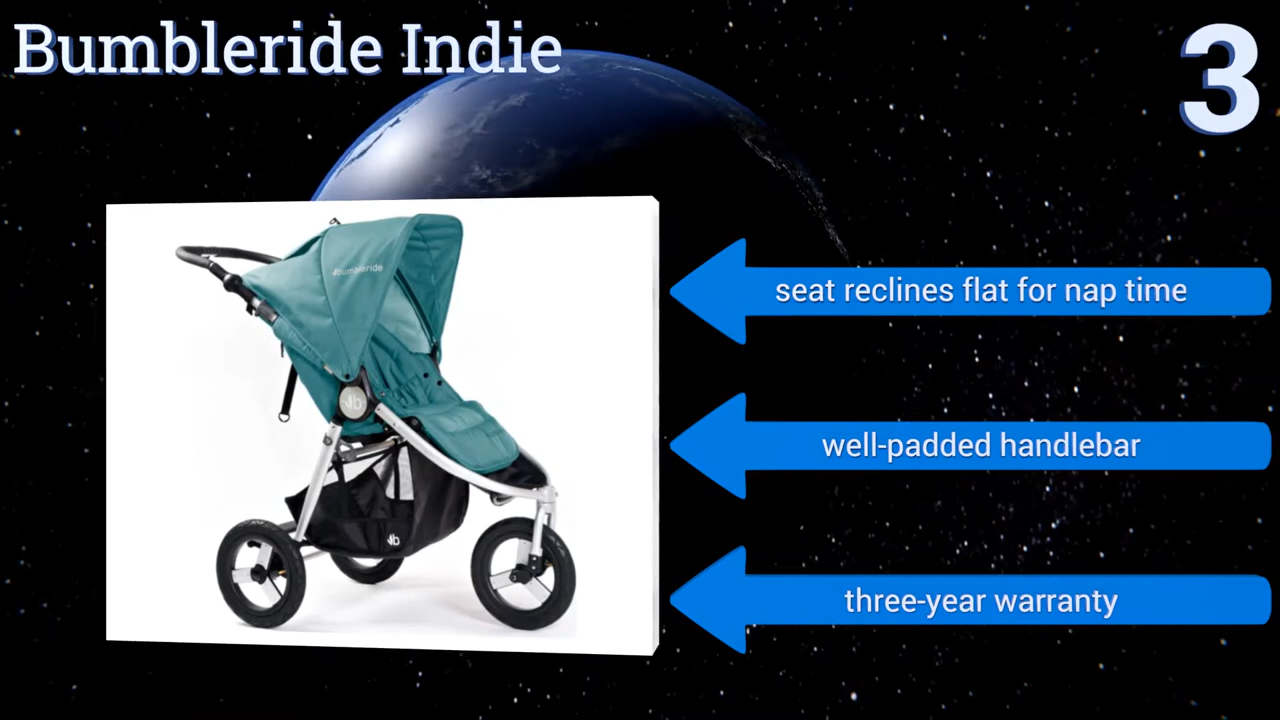 Bumbleride Indie
3
bumbleride
seat reclines flat for nap time
well-padded handlebar
b
b
three-year warranty